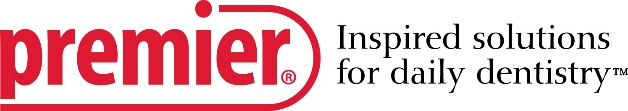 premier®
Inspired solutions
for daily dentistry™